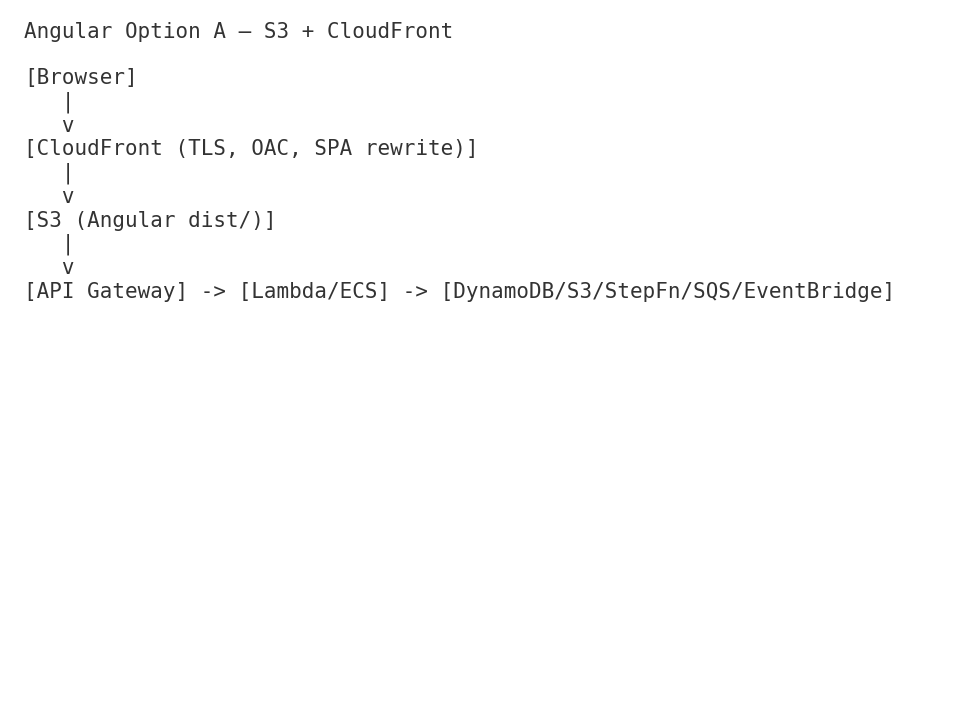 Angular Option A – S3 + CloudFront
[Browser]
|
v
[CloudFront (TLS, OAC, SPA rewrite)]
|
v
[S3 (Angular dist/)]
|
v
[API Gateway] -> [Lambda/ECS] -> [DynamoDB/S3/StepFn/SQS/EventBridge]